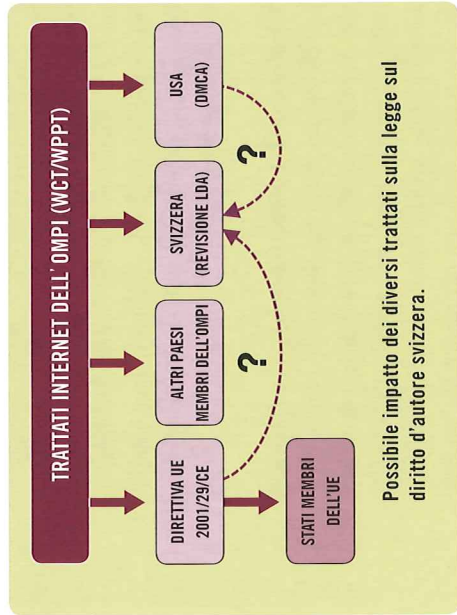 TRATTATI INTERNET DELL' OMPI (WCT/WPPT)
DIRETTIVA UE
2001/29/CE
ALTRI PAESI
MEMBRI DELL'OMPI
SVIZZERA
(REVISIONE LDA)
USA
(DMCA)
?
?
STATI MEMBRI
DELL'UE
Possibile impatto dei diversi trattati sulla legge sul
diritto d'autore svizzera.